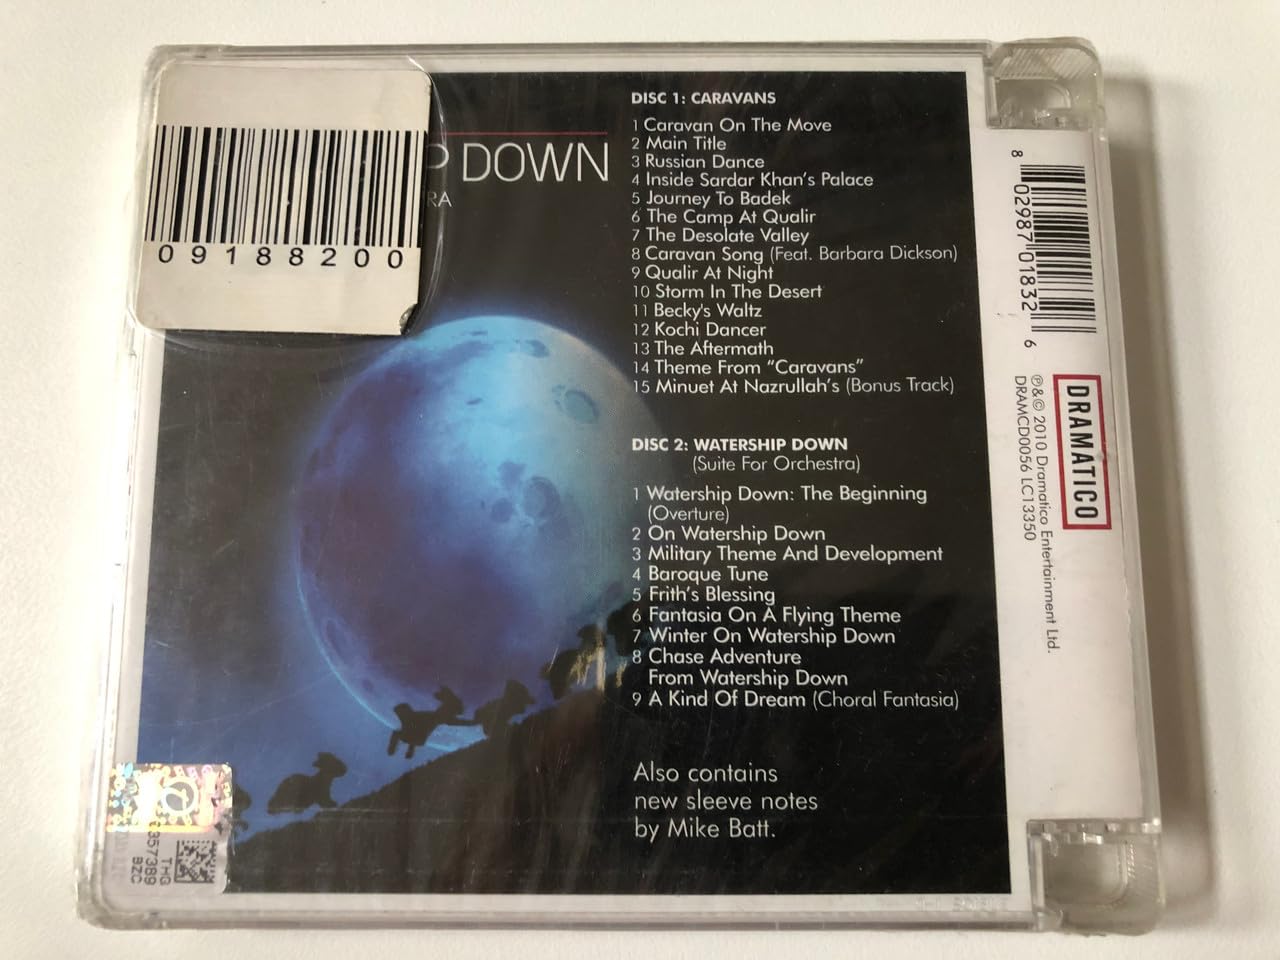 09188200
P DOWN
RA
DISC 1: CARAVANS
1 Caravan On The Move
2 Main Title
3 Russian Dance
4 Inside Sardar Khan's Palace
5 Journey To Badek
6 The Camp At Qualir
7 The Desolate Valley
8 Caravan Song (Feat. Barbara Dickson)
9 Qualir At Night
10 Storm In The Desert
11 Becky's Waltz
12 Kochi Dancer
13 The Aftermath
14 Theme From "Caravans"
15 Minuet At Nazrullah's (Bonus Track)
DISC 2: WATERSHIP DOWN
(Suite For Orchestra)
1 Watership Down: The Beginning
(Overture)
2 On Watership Down
3 Military Theme And Development
4 Baroque Tune
5 Frith's Blessing
6 Fantasia On A Flying Theme
7 Winter On Watership Down
8 Chase Adventure
From Watership Down
9 A Kind Of Dream (Choral Fantasia)
Also contains
new sleeve notes
by Mike Batt.
8 02987 01832 6
DRAMATICO
℗&© 2010 Dramatico Entertainment Ltd.
DRAMCD0056 LC13350
THG
357389
BZC